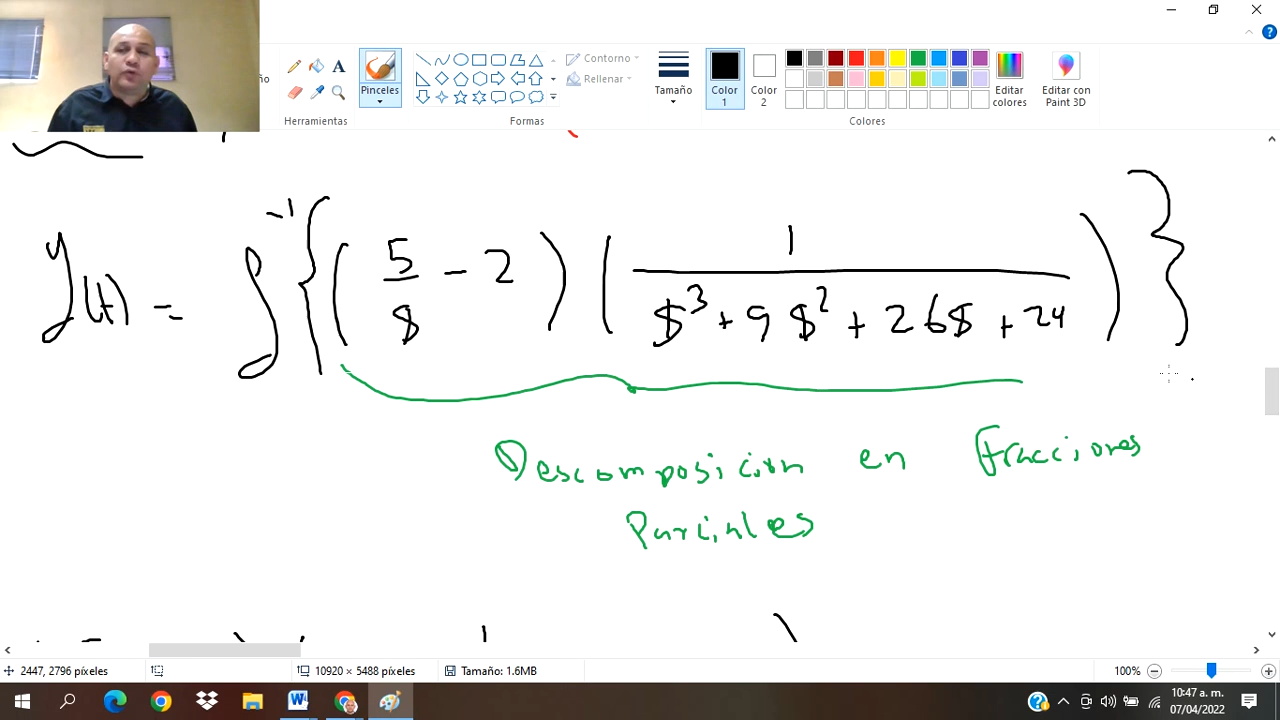 Contorno
Rellenar
Pinceles
Tamaño
Color 1
Color 2
Editar colores
Editar con Paint 3D
Herramientas
Formas
Colores
y(t) = ℒ⁻¹{(5/s − 2)(1/(s³ + 9s² + 26s + 24))}
Descomposicion en Fracciones
Parciales
2447, 2796 píxeles
10920 × 5488 píxeles
Tamaño: 1.6MB
100%
10:47 a. m.
07/04/2022